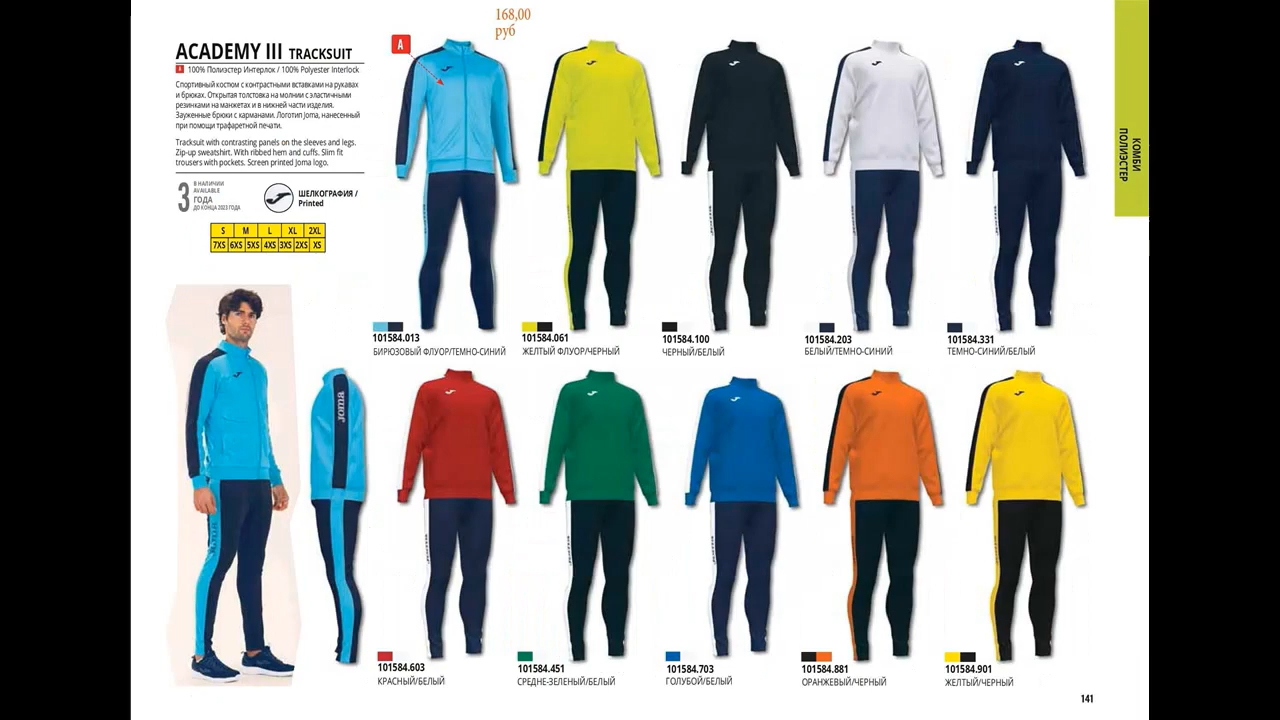 168,00
руб
ACADEMY III TRACKSUIT
A
A 100% Полиэстер Интерлок / 100% Polyester Interlock
Спортивный костюм с контрастными вставками на рукавах
и брюках. Открытая толстовка на молнии с эластичными
резинками на манжетах и в нижней части изделия.
Зауженные брюки с карманами. Логотип Joma, нанесенный
при помощи трафаретной печати.
Tracksuit with contrasting panels on the sleeves and legs.
Zip-up sweatshirt. With ribbed hem and cuffs. Slim fit
trousers with pockets. Screen printed Joma logo.
3
В НАЛИЧИИ
AVAILABLE
ГОДА
ДО КОНЦА 2023 ГОДА
ШЕЛКОГРАФИЯ /
Printed
S M L XL 2XL
7XS 6XS 5XS 4XS 3XS 2XS XS
КОМБИ
ПОЛИЭСТЕР
101584.013
БИРЮЗОВЫЙ ФЛУОР/ТЕМНО-СИНИЙ
101584.061
ЖЕЛТЫЙ ФЛУОР/ЧЕРНЫЙ
101584.100
ЧЕРНЫЙ/БЕЛЫЙ
101584.203
БЕЛЫЙ/ТЕМНО-СИНИЙ
101584.331
ТЕМНО-СИНИЙ/БЕЛЫЙ
Joma
101584.603
КРАСНЫЙ/БЕЛЫЙ
101584.451
СРЕДНЕ-ЗЕЛЕНЫЙ/БЕЛЫЙ
101584.703
ГОЛУБОЙ/БЕЛЫЙ
101584.881
ОРАНЖЕВЫЙ/ЧЕРНЫЙ
101584.901
ЖЕЛТЫЙ/ЧЕРНЫЙ
141